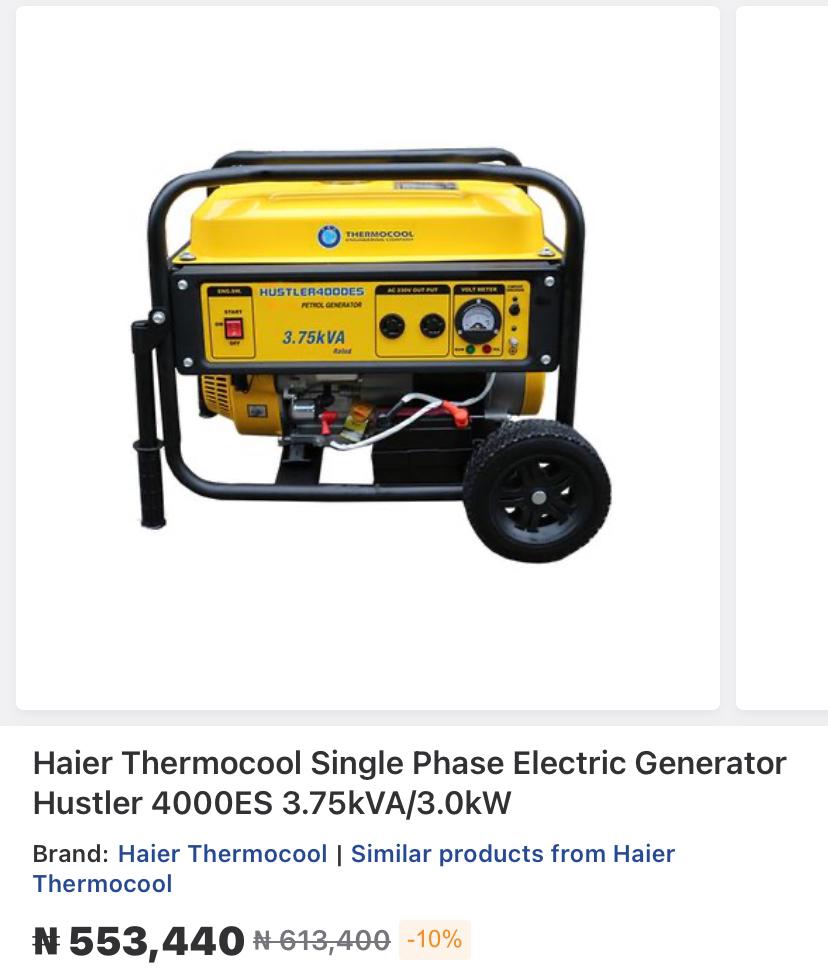 THERMOCOOL
ENGINEERING COMPANY
ENG.SW.
HUSTLER4000ES
AC 230V OUT PUT
VOLT METER
PETROL GENERATOR
START
ON
OFF
3.75kVA
Rated
Haier Thermocool Single Phase Electric Generator
Hustler 4000ES 3.75kVA/3.0kW
Brand: Haier Thermocool | Similar products from Haier
Thermocool
₦ 553,440 ₦ 613,400 -10%